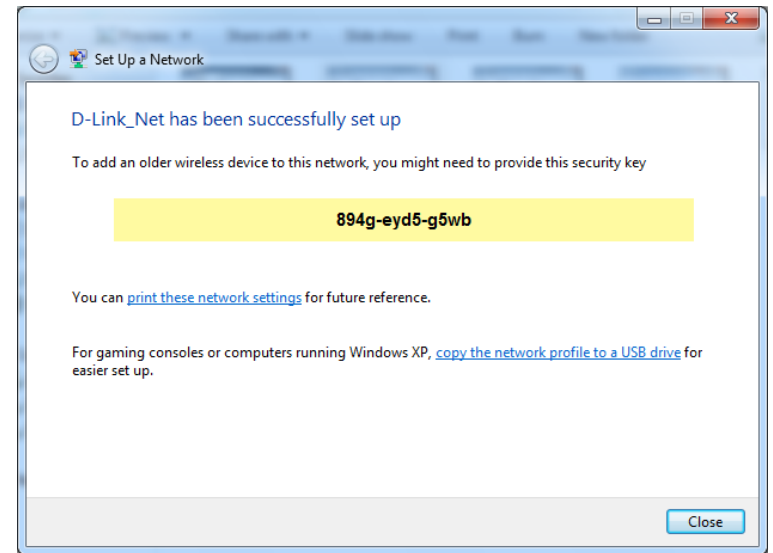 Set Up a Network
D-Link_Net has been successfully set up
To add an older wireless device to this network, you might need to provide this security key
894g-eyd5-g5wb
You can print these network settings for future reference.
For gaming consoles or computers running Windows XP, copy the network profile to a USB drive for
easier set up.
Close